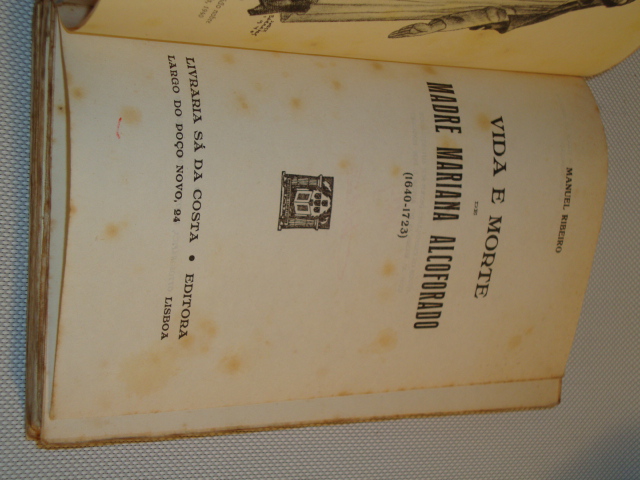 MANUEL RIBEIRO
VIDA E MORTE
DE
MADRE MARIANA ALCOFORADO
(1640-1723)
LIVRARIA SÁ DA COSTA • EDITORA
LARGO DO POÇO NOVO, 24 LISBOA